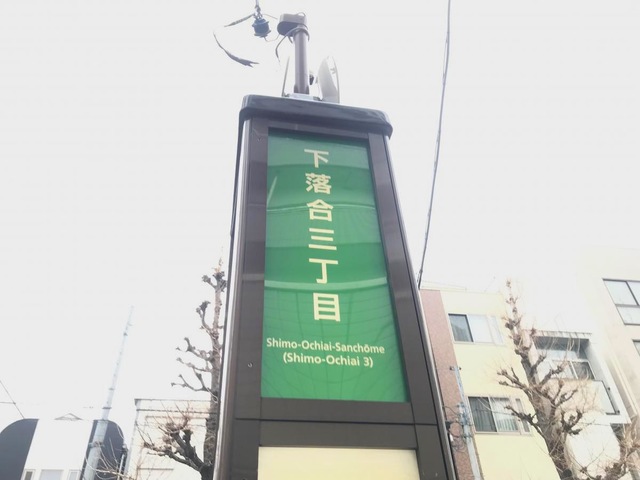 下落合三丁目
Shimo-Ochiai-Sanchōme
(Shimo-Ochiai 3)